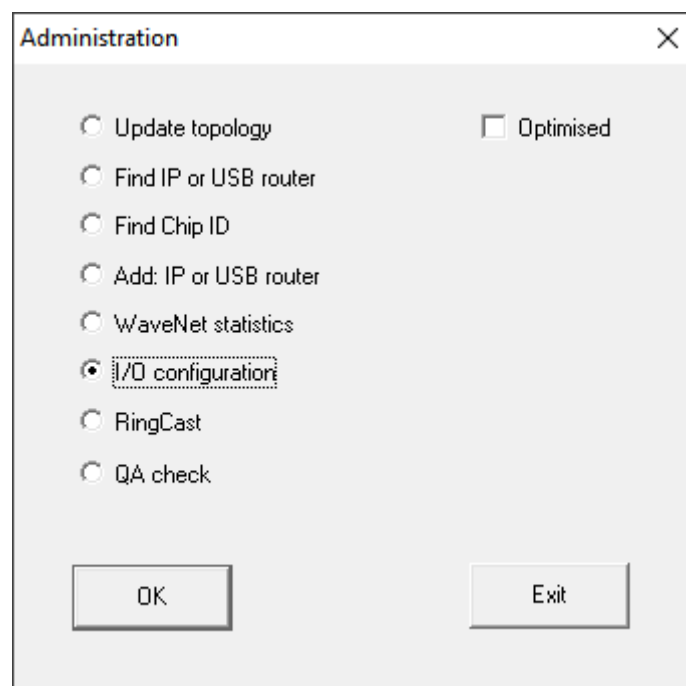 Administration
Update topology
Optimised
Find IP or USB router
Find Chip ID
Add: IP or USB router
WaveNet statistics
I/O configuration
RingCast
QA check
OK
Exit